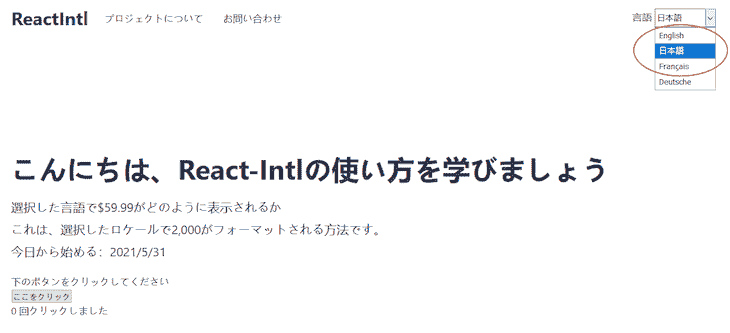 ReactIntl プロジェクトについて お問い合わせ 言語 日本語
English
日本語
Français
Deutsche
こんにちは、React-Intlの使い方を学びましょう
選択した言語で$59.99がどのように表示されるか
これは、選択したロケールで2,000がフォーマットされる方法です。
今日から始める: 2021/5/31
下のボタンをクリックしてください
ここをクリック
0 回クリックしました